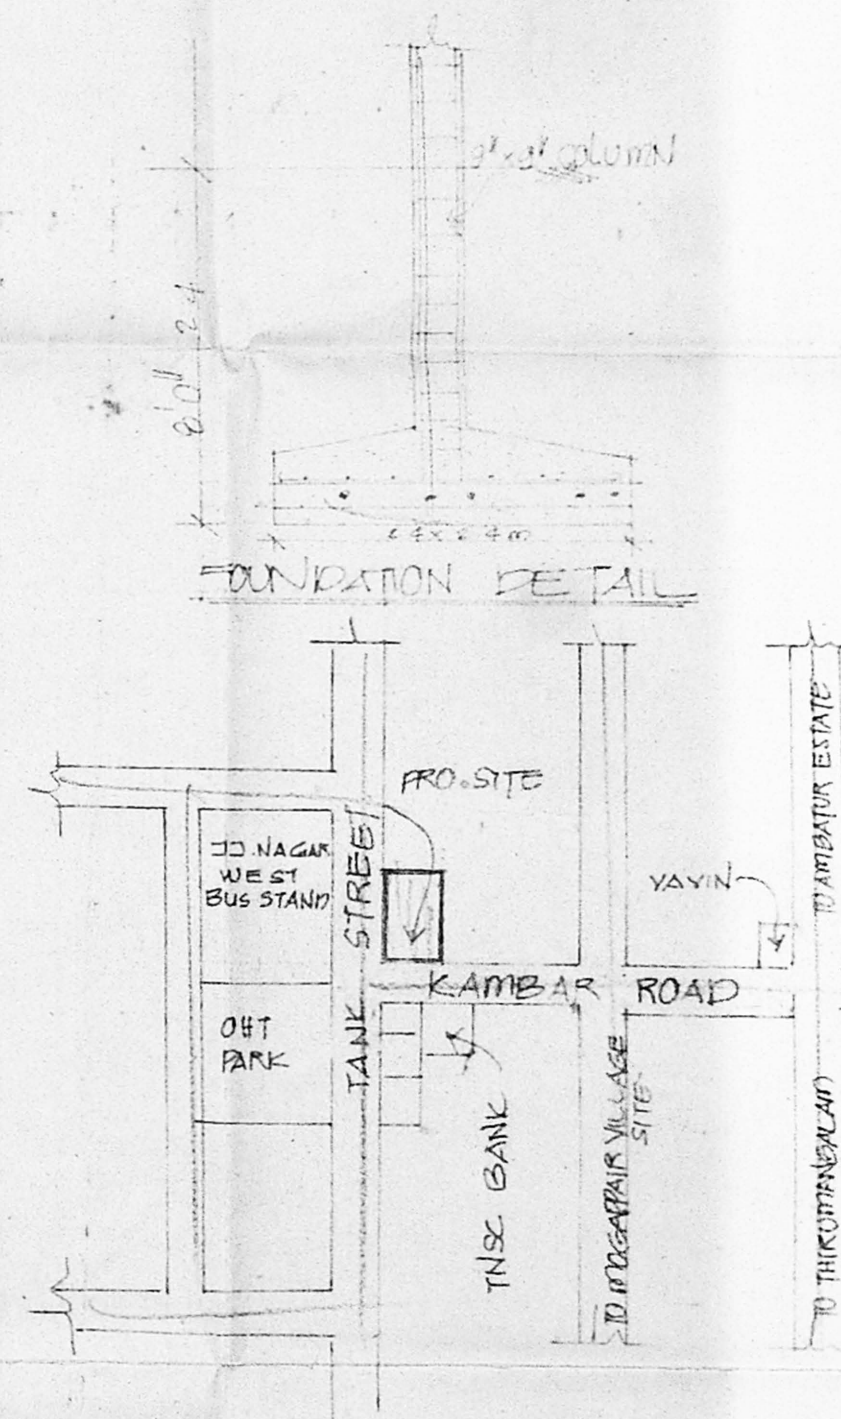 9"x9" COLUMN
8'0"
FOUNDATION DETAIL
PRO.SITE
JJ.NAGAR
WEST
BUS STAND
TANK STREET
VAVIN
TO AMBATUR ESTATE
KAMBAR ROAD
OHT
PARK
TNSC BANK
TO MOGAPPAIR VILLAGE
SITE
TO THIRUMANGALAM